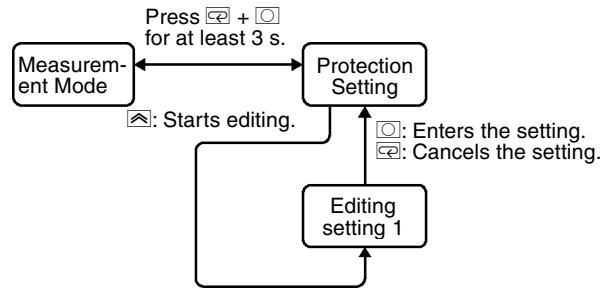 Press + 
for at least 3 s.
Measurem-
ent Mode
Protection
Setting
: Starts editing.
: Enters the setting.
: Cancels the setting.
Editing
setting 1